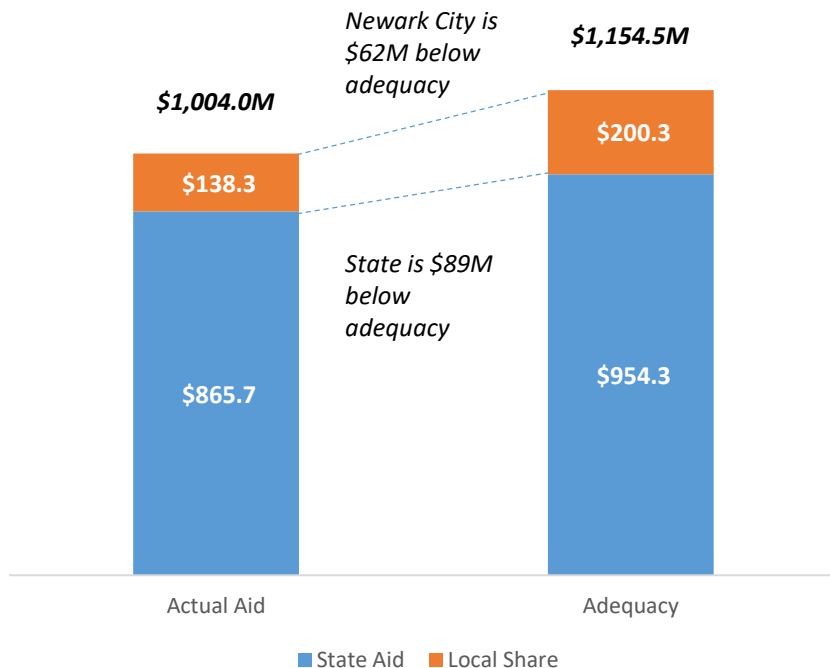 Newark City is
$62M below
adequacy
$1,154.5M
$1,004.0M
$200.3
$138.3
State is $89M
below
adequacy
$954.3
$865.7
Actual Aid
Adequacy
State Aid
Local Share